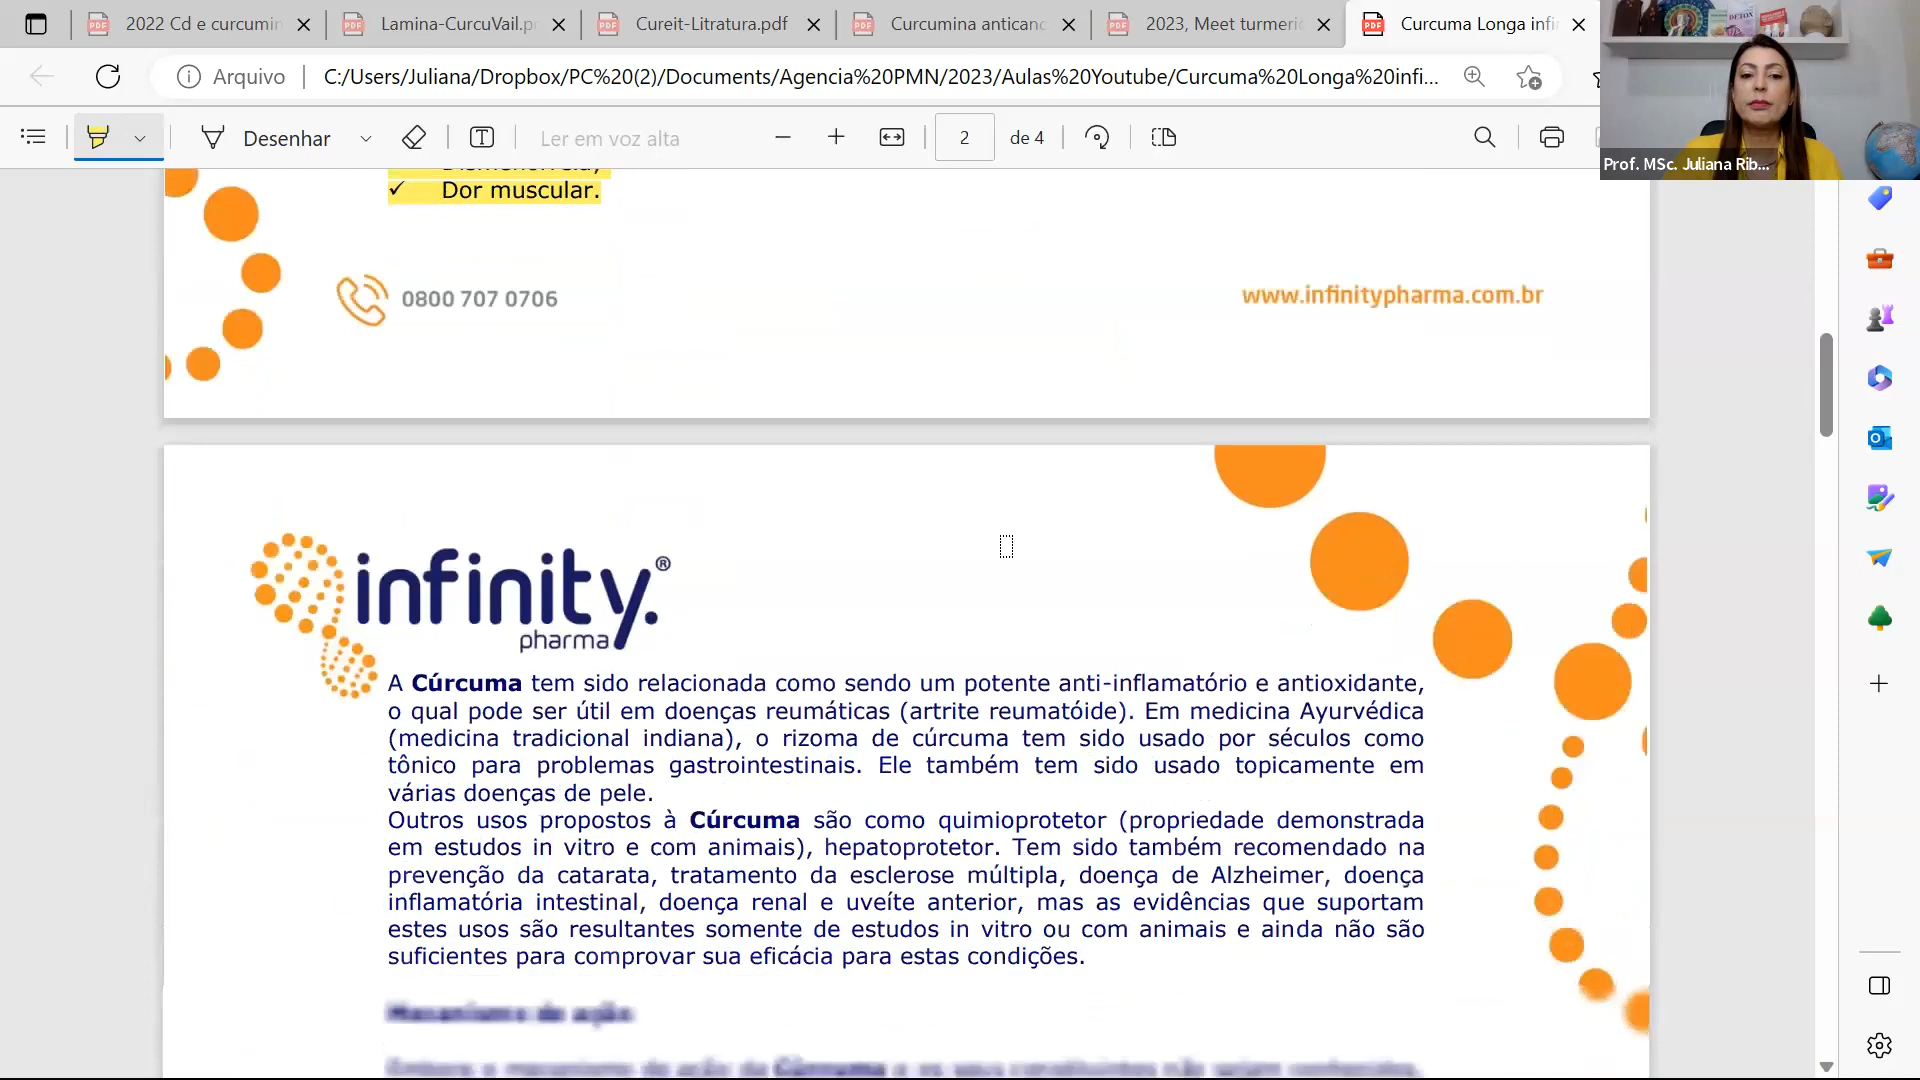 2022 Cd e curcumin
Lamina-CurcuVail.p
Cureit-Litratura.pdf
Curcumina anticanc
2023, Meet turmeric
Curcuma Longa infi
Arquivo
C:/Users/Juliana/Dropbox/PC%20(2)/Documents/Agencia%20PMN/2023/Aulas%20Youtube/Curcuma%20Longa%20infi...
Desenhar
Ler em voz alta
2 de 4
Prof. MSc. Juliana Rib...
✓ Dor muscular.
0800 707 0706
www.infinitypharma.com.br
infinity.®
pharma
A Cúrcuma tem sido relacionada como sendo um potente anti-inflamatório e antioxidante,
o qual pode ser útil em doenças reumáticas (artrite reumatóide). Em medicina Ayurvédica
(medicina tradicional indiana), o rizoma de cúrcuma tem sido usado por séculos como
tônico para problemas gastrointestinais. Ele também tem sido usado topicamente em
várias doenças de pele.
Outros usos propostos à Cúrcuma são como quimioprotetor (propriedade demonstrada
em estudos in vitro e com animais), hepatoprotetor. Tem sido também recomendado na
prevenção da catarata, tratamento da esclerose múltipla, doença de Alzheimer, doença
inflamatória intestinal, doença renal e uveíte anterior, mas as evidências que suportam
estes usos são resultantes somente de estudos in vitro ou com animais e ainda não são
suficientes para comprovar sua eficácia para estas condições.
Mecanismo de ação